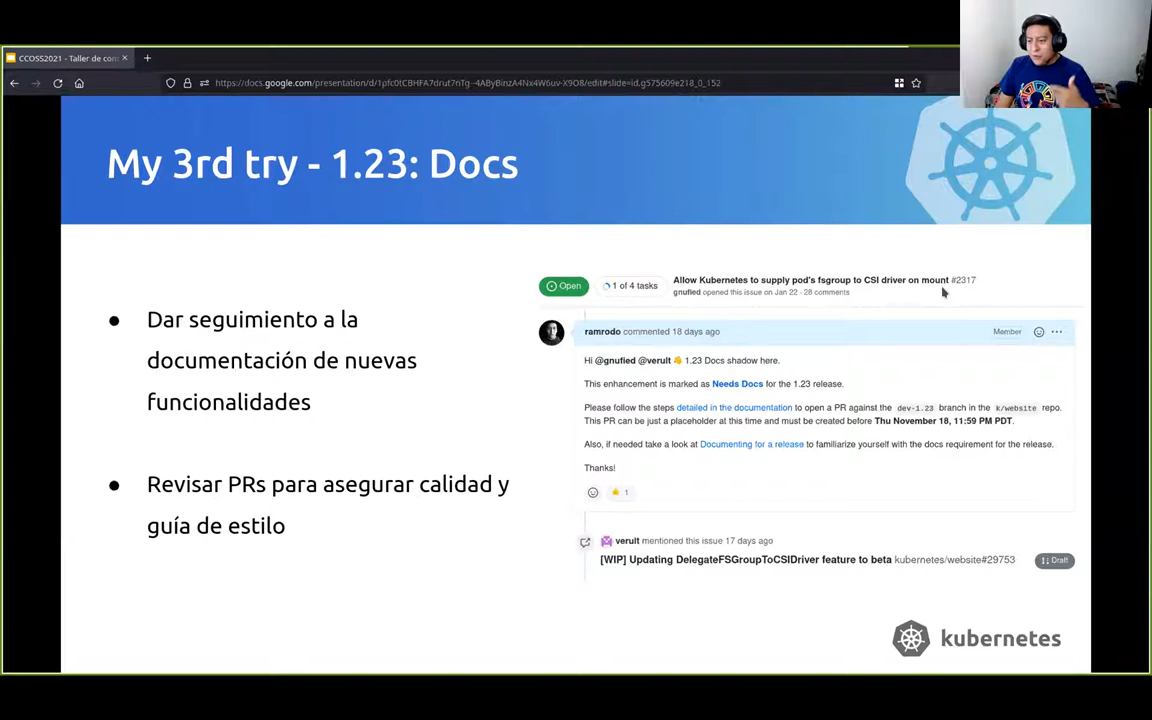 CCOSS2021 - Taller de con
https://docs.google.com/presentation/d/1pfc0tCBHFA7drut7nTg--4AByBinzA4Nx4W6uv-X9O8/edit#slide=id.g575609e218_0_152
My 3rd try - 1.23: Docs
● Dar seguimiento a la
documentación de nuevas
funcionalidades
● Revisar PRs para asegurar calidad y
guía de estilo
Open 1 of 4 tasks Allow Kubernetes to supply pod's fsgroup to CSI driver on mount #2317
gnufied opened this issue on Jan 22 · 28 comments
ramrodo commented 18 days ago Member
Hi @gnufied @verult 👋 1.23 Docs shadow here.
This enhancement is marked as Needs Docs for the 1.23 release.
Please follow the steps detailed in the documentation to open a PR against the dev-1.23 branch in the k/website repo.
This PR can be just a placeholder at this time and must be created before Thu November 18, 11:59 PM PDT.
Also, if needed take a look at Documenting for a release to familiarize yourself with the docs requirement for the release.
Thanks!
1
verult mentioned this issue 17 days ago
[WIP] Updating DelegateFSGroupToCSIDriver feature to beta kubernetes/website#29753 Draft
kubernetes